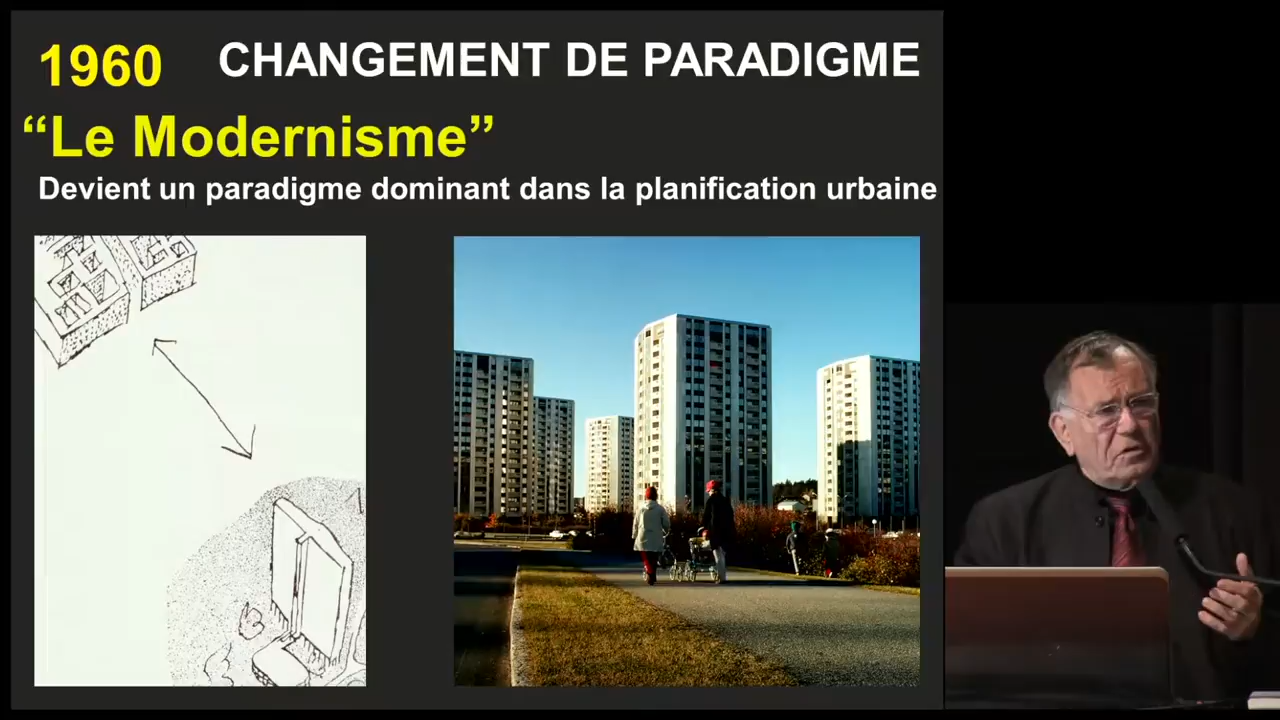 1960 CHANGEMENT DE PARADIGME
“Le Modernisme”
Devient un paradigme dominant dans la planification urbaine